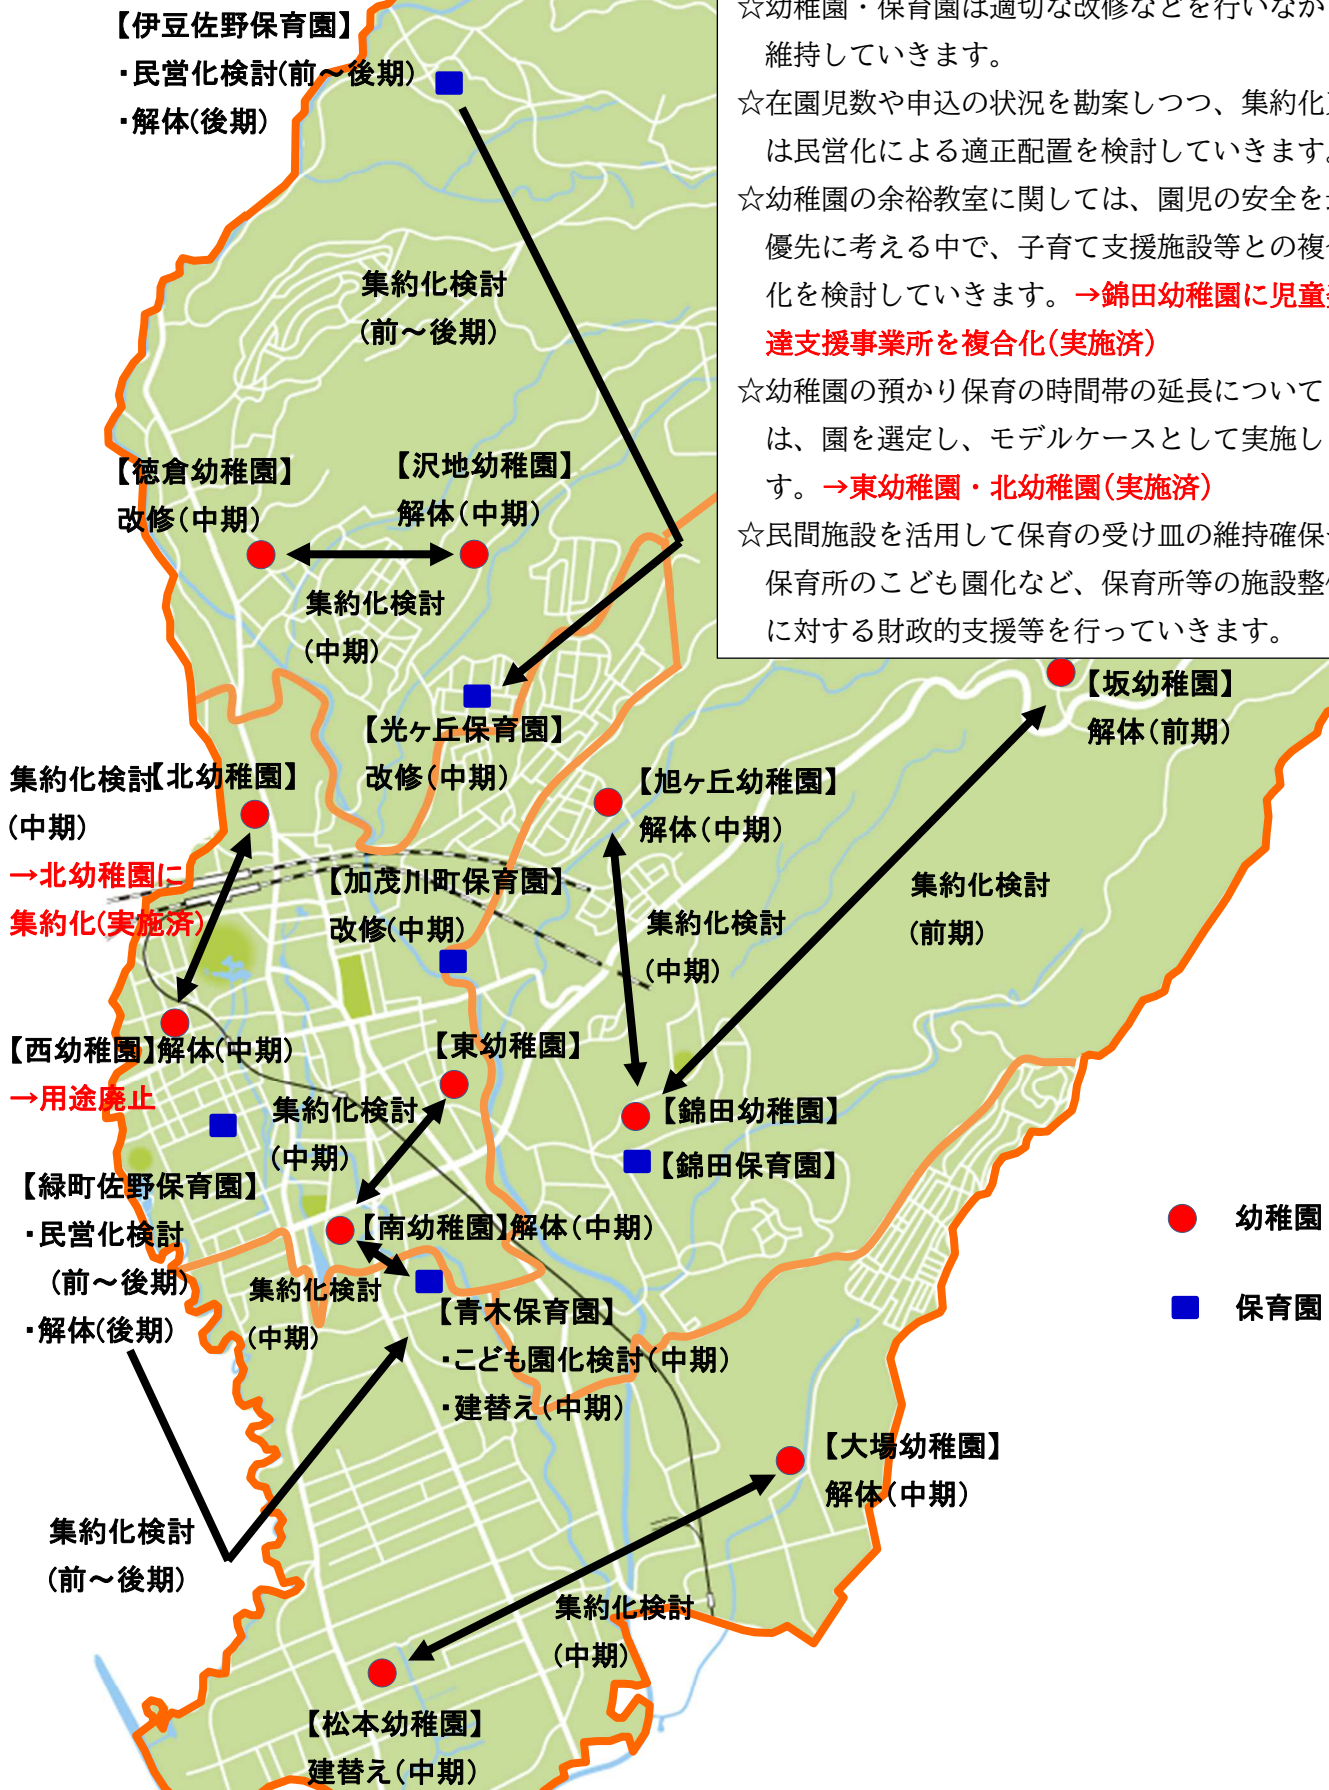 【伊豆佐野保育園】
・民営化検討(前～後期)
・解体(後期)
☆幼稚園・保育園は適切な改修などを行いなが
維持していきます。
☆在園児数や申込の状況を勘案しつつ、集約化
は民営化による適正配置を検討していきます。
☆幼稚園の余裕教室に関しては、園児の安全を
優先に考える中で、子育て支援施設等との複
化を検討していきます。→錦田幼稚園に児童
達支援事業所を複合化(実施済)
☆幼稚園の預かり保育の時間帯の延長について
は、園を選定し、モデルケースとして実施し
す。→東幼稚園・北幼稚園(実施済)
☆民間施設を活用して保育の受け皿の維持確保
保育所のこども園化など、保育所等の施設整
に対する財政的支援等を行っていきます。
集約化検討
(前～後期)
【徳倉幼稚園】
改修(中期)
【沢地幼稚園】
解体(中期)
集約化検討
(中期)
【光ヶ丘保育園】
改修(中期)
【坂幼稚園】
解体(前期)
集約化検討
(中期)
→北幼稚園に
集約化(実施済)
【北幼稚園】
【旭ヶ丘幼稚園】
解体(中期)
【加茂川町保育園】
改修(中期)
集約化検討
(中期)
集約化検討
(前期)
【西幼稚園】解体(中期)
→用途廃止
【東幼稚園】
集約化検討
(中期)
【錦田幼稚園】
【錦田保育園】
【緑町佐野保育園】
・民営化検討
(前～後期)
・解体(後期)
【南幼稚園】解体(中期)
集約化検討
(中期)
【青木保育園】
・こども園化検討(中期)
・建替え(中期)
幼稚園
保育園
【大場幼稚園】
解体(中期)
集約化検討
(前～後期)
集約化検討
(中期)
【松本幼稚園】
建替え(中期)